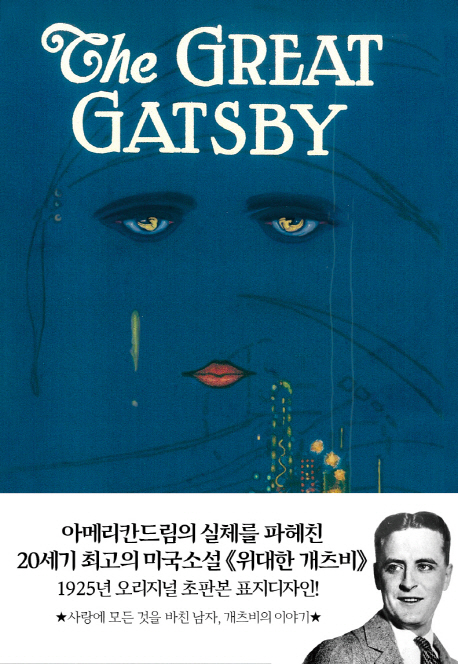 The GREAT
GATSBY
아메리칸드림의 실체를 파헤친
20세기 최고의 미국소설 《위대한 개츠비》
1925년 오리지널 초판본 표지디자인!
★사랑에 모든 것을 바친 남자, 개츠비의 이야기★